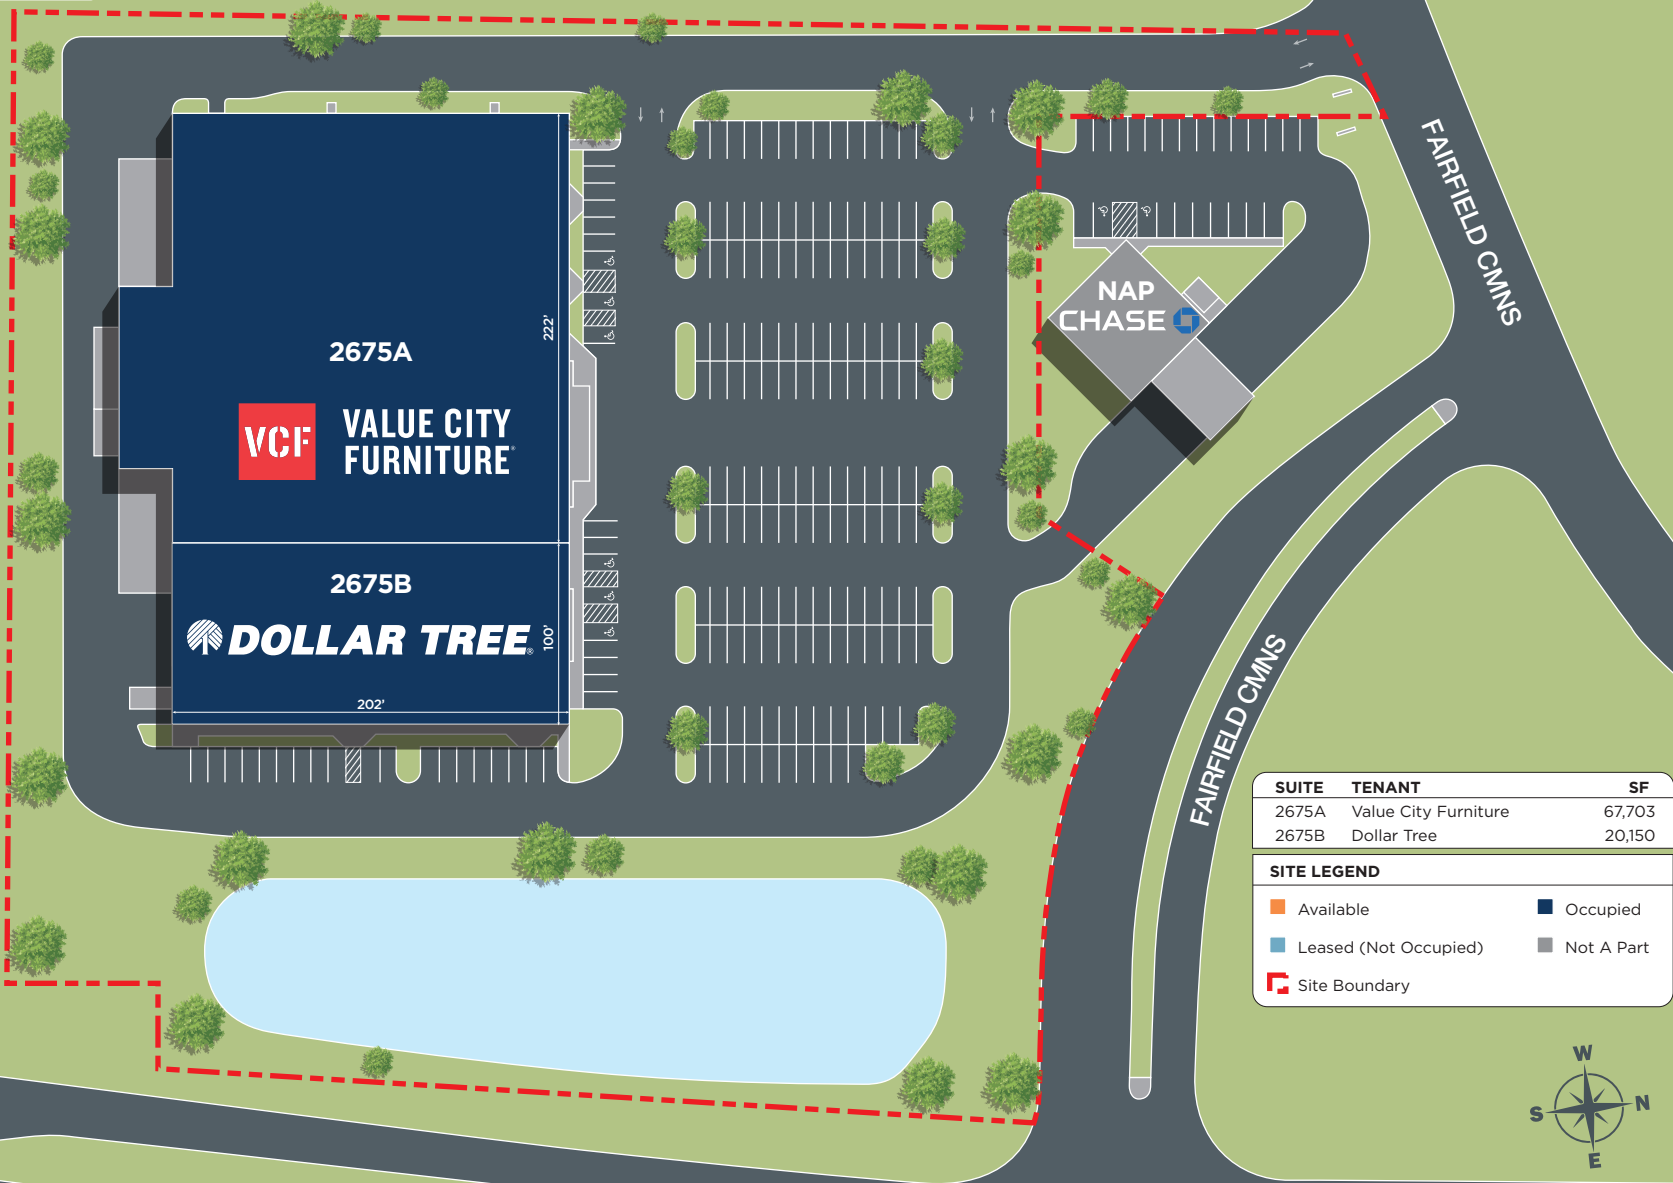 FAIRFIELD CMNS
NAP
CHASE
222'
2675A
VCF
VALUE CITY
FURNITURE
2675B
DOLLAR TREE®
100'
202'
FAIRFIELD CMNS
SUITE TENANT SF
2675A Value City Furniture 67,703
2675B Dollar Tree 20,150
SITE LEGEND
Available
Occupied
Leased (Not Occupied)
Not A Part
Site Boundary
W
S
N
E